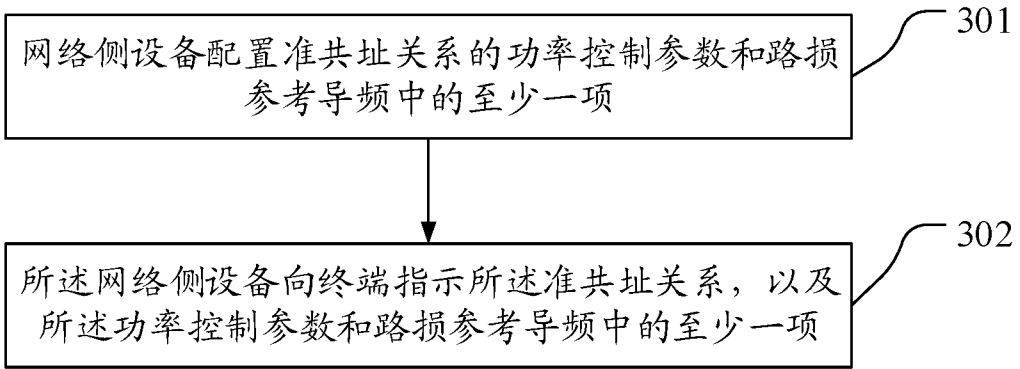 301
网络侧设备配置准共址关系的功率控制参数和路损
参考导频中的至少一项
302
所述网络侧设备向终端指示所述准共址关系，以及
所述功率控制参数和路损参考导频中的至少一项